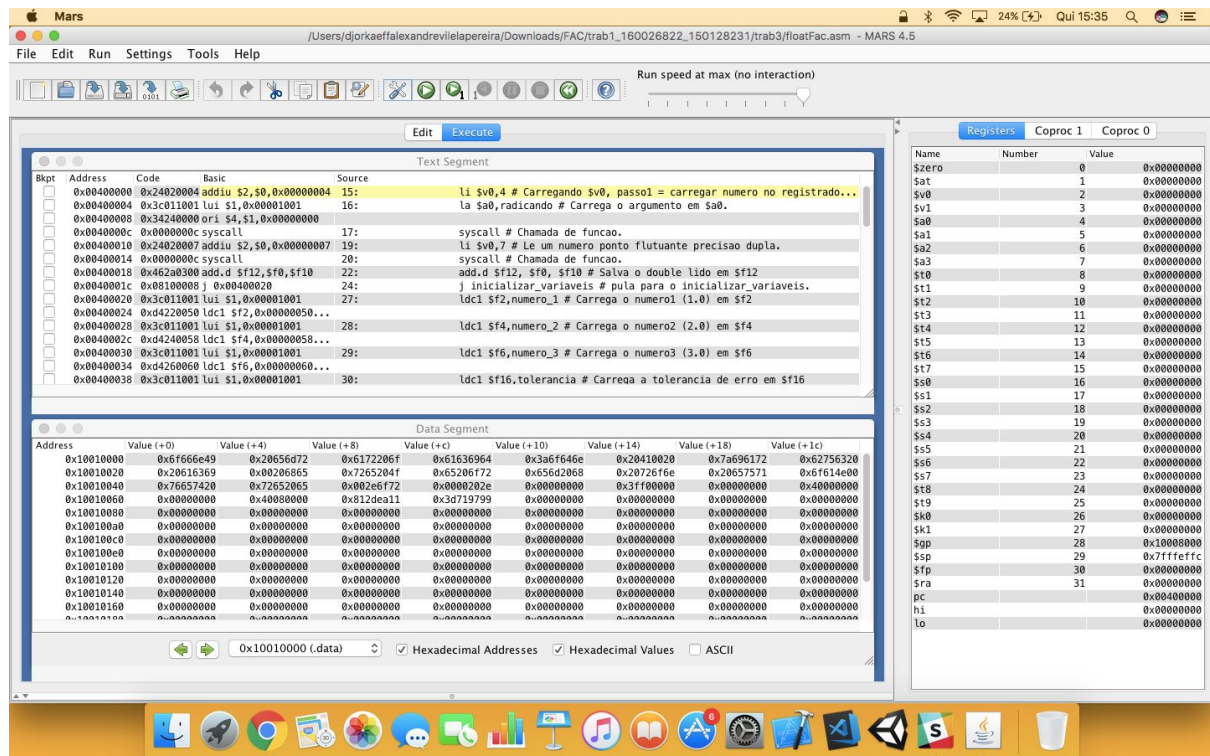 Mars 24% Qui 15:35
/Users/djorkaeffalexandrevilelapereira/Downloads/FAC/trab1_160026822_150128231/trab3/floatFac.asm - MARS 4.5
File Edit Run Settings Tools Help
Run speed at max (no interaction)
Edit Execute
Text Segment
Bkpt Address Code Basic Source
0x00400000 0x24020004 addiu $2,$0,0x00000004 15: li $v0,4 # Carregando $v0, passo1 = carregar numero no registrado...
0x00400004 0x3c011001 lui $1,0x00001001 16: la $a0,radicando # Carrega o argumento em $a0.
0x00400008 0x34240000 ori $4,$1,0x00000000
0x0040000c 0x0000000c syscall 17: syscall # Chamada de funcao.
0x00400010 0x24020007 addiu $2,$0,0x00000007 19: li $v0,7 # Le um numero ponto flutuante precisao dupla.
0x00400014 0x0000000c syscall 20: syscall # Chamada de funcao.
0x00400018 0x462a0300 add.d $f12,$f0,$f10 22: add.d $f12, $f0, $f10 # Salva o double lido em $f12
0x0040001c 0x08100008 j 0x00400020 24: j inicializar_variaveis # pula para o inicializar_variaveis.
0x00400020 0x3c011001 lui $1,0x00001001 27: ldc1 $f2,numero_1 # Carrega o numero1 (1.0) em $f2
0x00400024 0xd4220050 ldc1 $f2,0x00000050...
0x00400028 0x3c011001 lui $1,0x00001001 28: ldc1 $f4,numero_2 # Carrega o numero2 (2.0) em $f4
0x0040002c 0xd4240058 ldc1 $f4,0x00000058...
0x00400030 0x3c011001 lui $1,0x00001001 29: ldc1 $f6,numero_3 # Carrega o numero3 (3.0) em $f6
0x00400034 0xd4260060 ldc1 $f6,0x00000060...
0x00400038 0x3c011001 lui $1,0x00001001 30: ldc1 $f16,tolerancia # Carrega a tolerancia de erro em $f16
Data Segment
Address Value (+0) Value (+4) Value (+8) Value (+c) Value (+10) Value (+14) Value (+18) Value (+1c)
0x10010000 0x6f666e49 0x20656d72 0x6172206f 0x61636964 0x3a6f646e 0x20410020 0x7a696172 0x62756320
0x10010020 0x20616369 0x00206865 0x7265204f 0x65206f72 0x656d2068 0x20726f6e 0x20657571 0x6f614e00
0x10010040 0x76657420 0x72652065 0x002e6f72 0x0000202e 0x00000000 0x3ff00000 0x00000000 0x40000000
0x10010060 0x00000000 0x40080000 0x812dea11 0x3d719799 0x00000000 0x00000000 0x00000000 0x00000000
0x10010080 0x00000000 0x00000000 0x00000000 0x00000000 0x00000000 0x00000000 0x00000000 0x00000000
0x100100a0 0x00000000 0x00000000 0x00000000 0x00000000 0x00000000 0x00000000 0x00000000 0x00000000
0x100100c0 0x00000000 0x00000000 0x00000000 0x00000000 0x00000000 0x00000000 0x00000000 0x00000000
0x100100e0 0x00000000 0x00000000 0x00000000 0x00000000 0x00000000 0x00000000 0x00000000 0x00000000
0x10010100 0x00000000 0x00000000 0x00000000 0x00000000 0x00000000 0x00000000 0x00000000 0x00000000
0x10010120 0x00000000 0x00000000 0x00000000 0x00000000 0x00000000 0x00000000 0x00000000 0x00000000
0x10010140 0x00000000 0x00000000 0x00000000 0x00000000 0x00000000 0x00000000 0x00000000 0x00000000
0x10010160 0x00000000 0x00000000 0x00000000 0x00000000 0x00000000 0x00000000 0x00000000 0x00000000
0x10010000 (.data) Hexadecimal Addresses Hexadecimal Values ASCII
Registers Coproc 1 Coproc 0
Name Number Value
$zero 0 0x00000000
$at 1 0x00000000
$v0 2 0x00000000
$v1 3 0x00000000
$a0 4 0x00000000
$a1 5 0x00000000
$a2 6 0x00000000
$a3 7 0x00000000
$t0 8 0x00000000
$t1 9 0x00000000
$t2 10 0x00000000
$t3 11 0x00000000
$t4 12 0x00000000
$t5 13 0x00000000
$t6 14 0x00000000
$t7 15 0x00000000
$s0 16 0x00000000
$s1 17 0x00000000
$s2 18 0x00000000
$s3 19 0x00000000
$s4 20 0x00000000
$s5 21 0x00000000
$s6 22 0x00000000
$s7 23 0x00000000
$t8 24 0x00000000
$t9 25 0x00000000
$k0 26 0x00000000
$k1 27 0x00000000
$gp 28 0x10008000
$sp 29 0x7fffeffc
$fp 30 0x00000000
$ra 31 0x00000000
pc 0x00400000
hi 0x00000000
lo 0x00000000
6